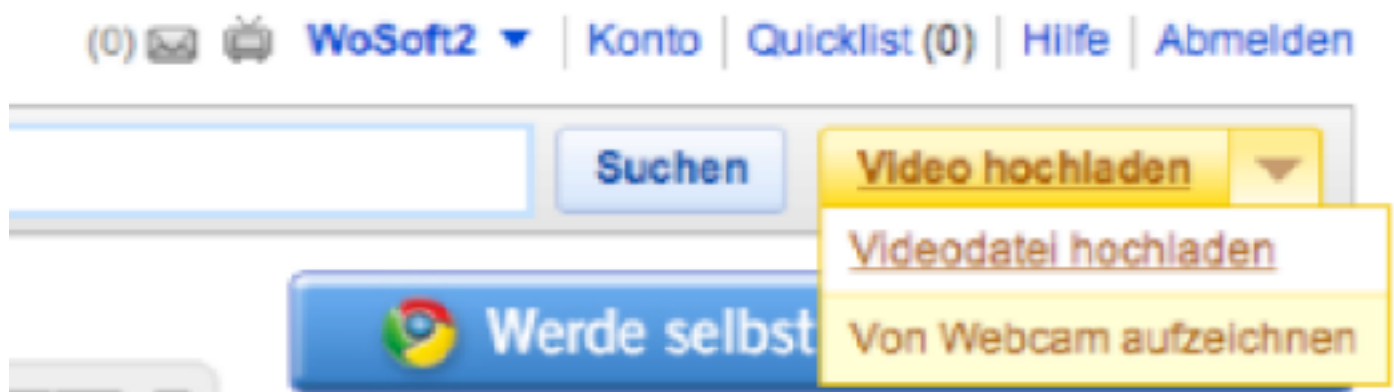 (0) WoSoft2 | Konto | Quicklist (0) | Hilfe | Abmelden
Suchen Video hochladen
Videodatei hochladen
Werde selbst
Von Webcam aufzeichnen